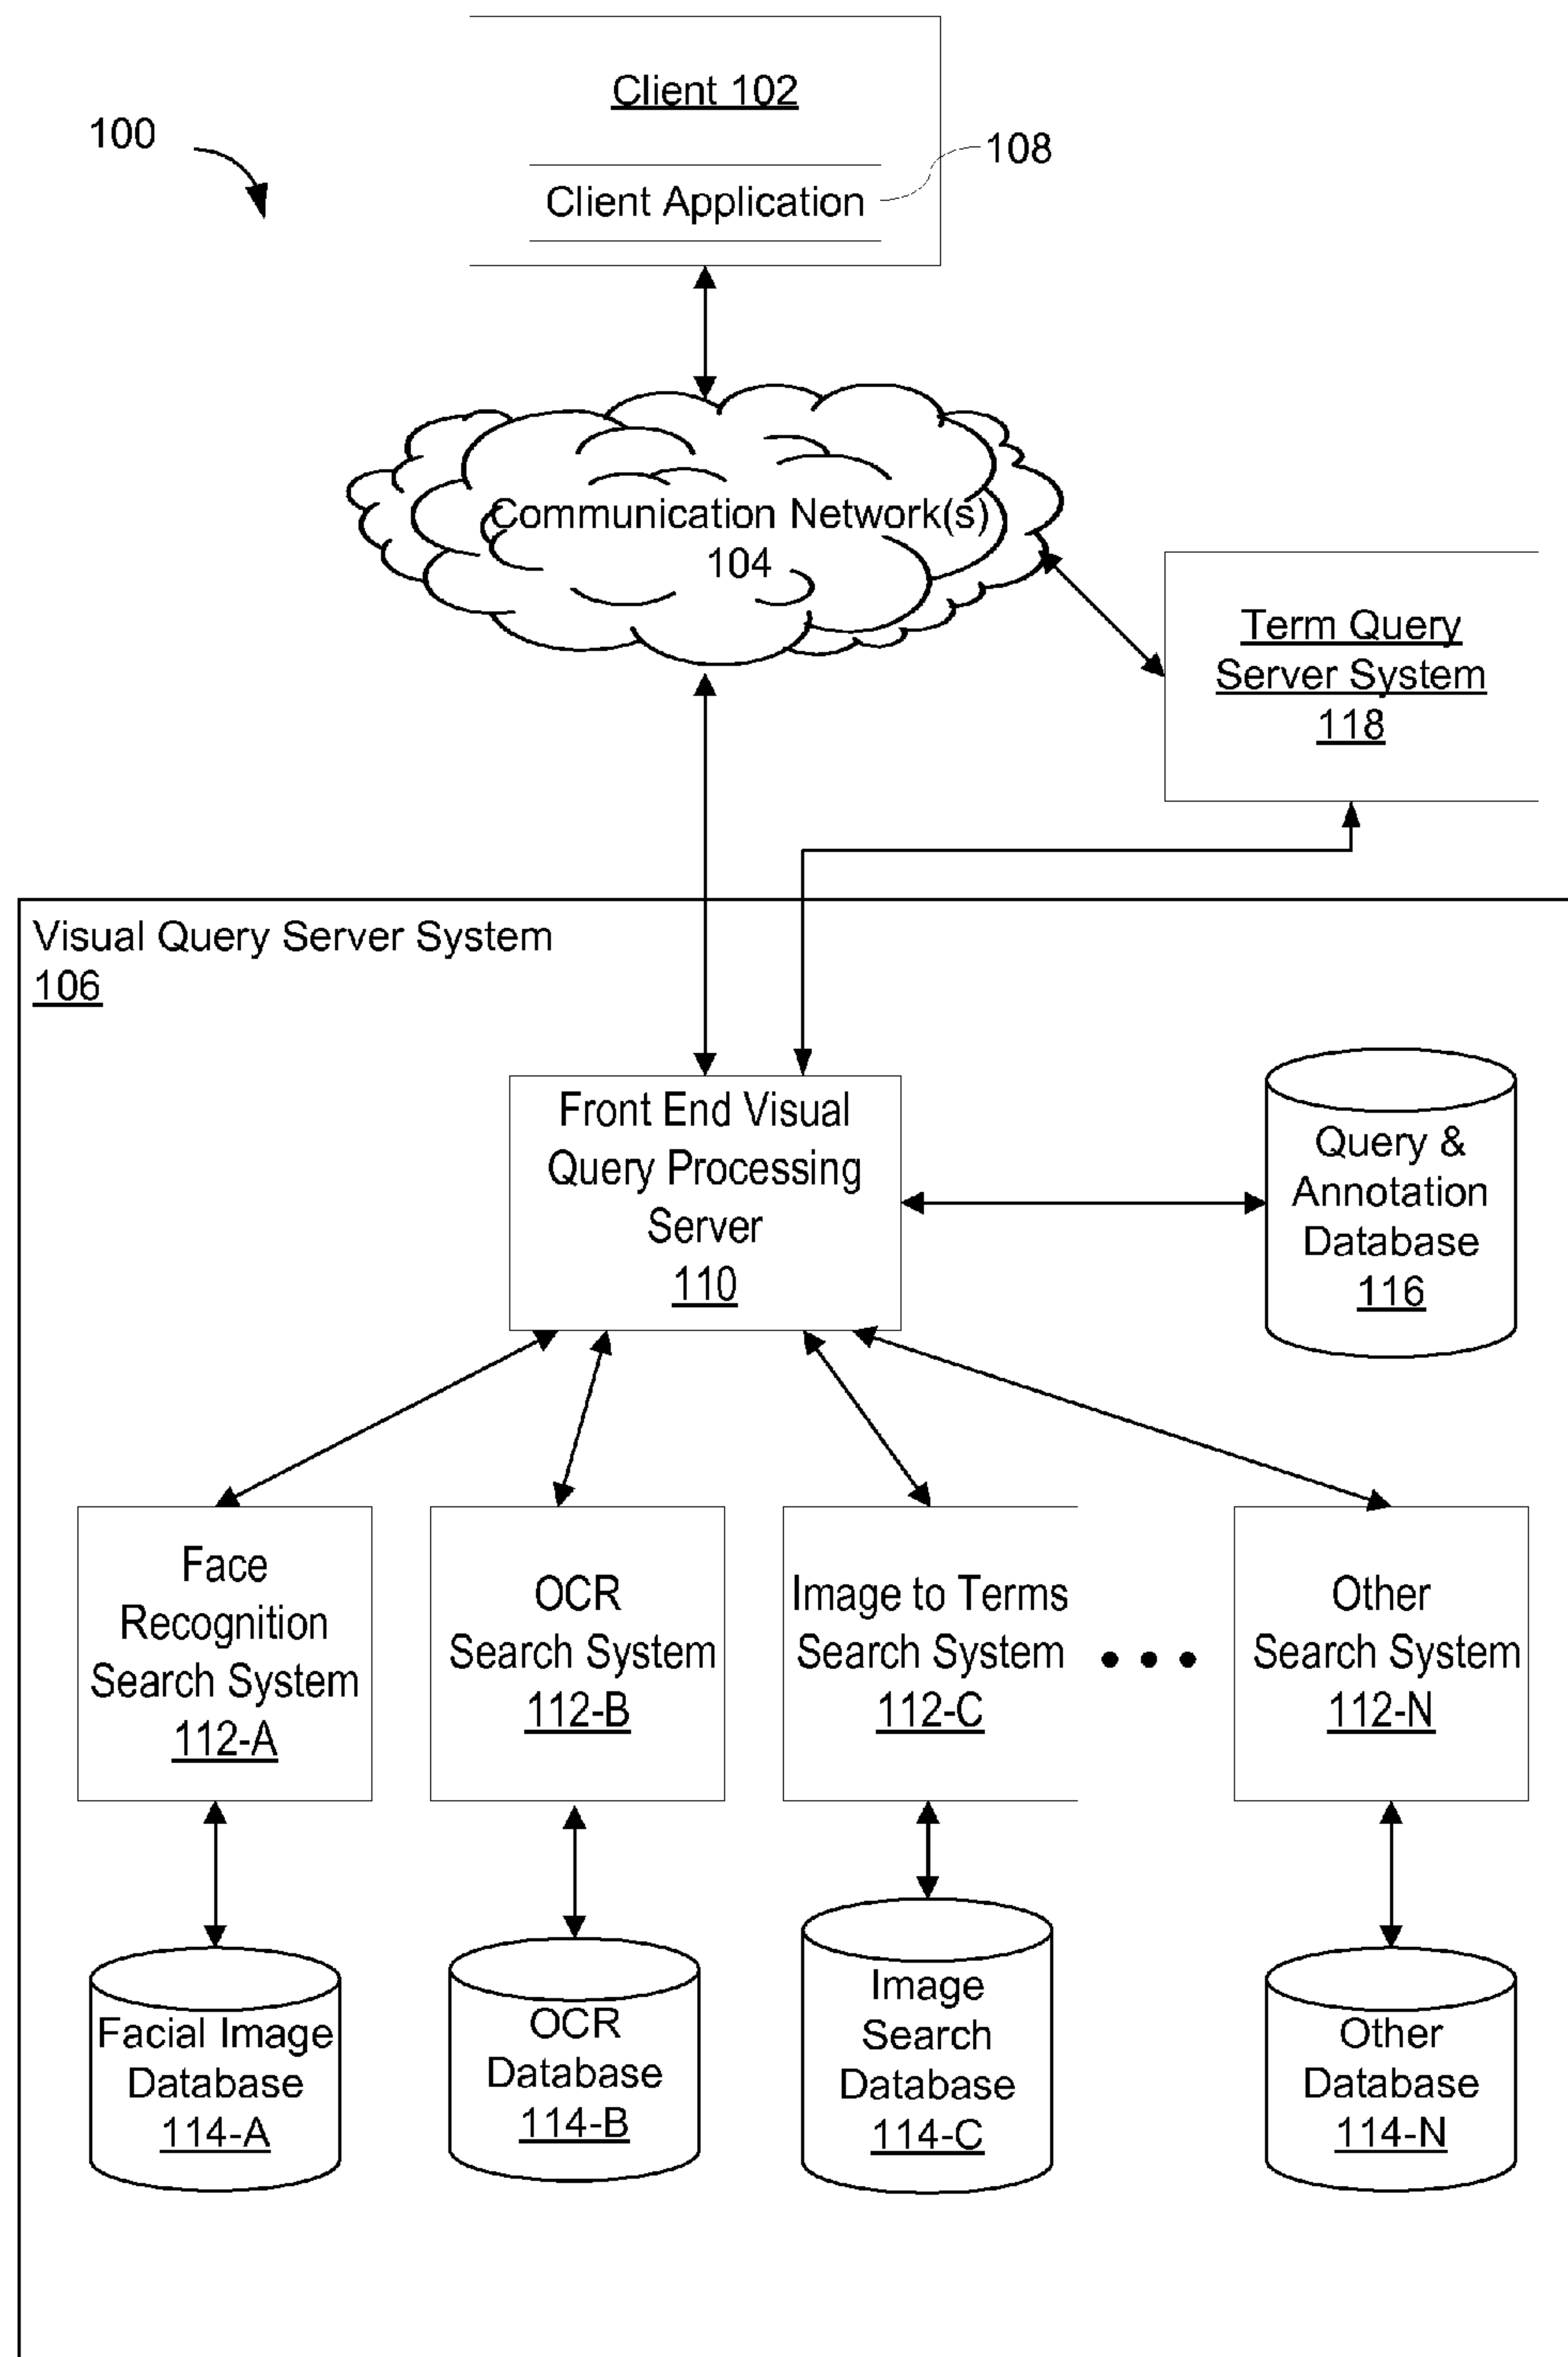 Client 102
100
108
Client Application
Communication Network(s)
104
Term Query
Server System
118
Visual Query Server System
106
Front End Visual
Query Processing
Server
110
Query &
Annotation
Database
116
Face
Recognition
Search System
112-A
OCR
Search System
112-B
Image to Terms
Search System
112-C
Other
Search System
112-N
Facial Image
Database
114-A
OCR
Database
114-B
Image
Search
Database
114-C
Other
Database
114-N